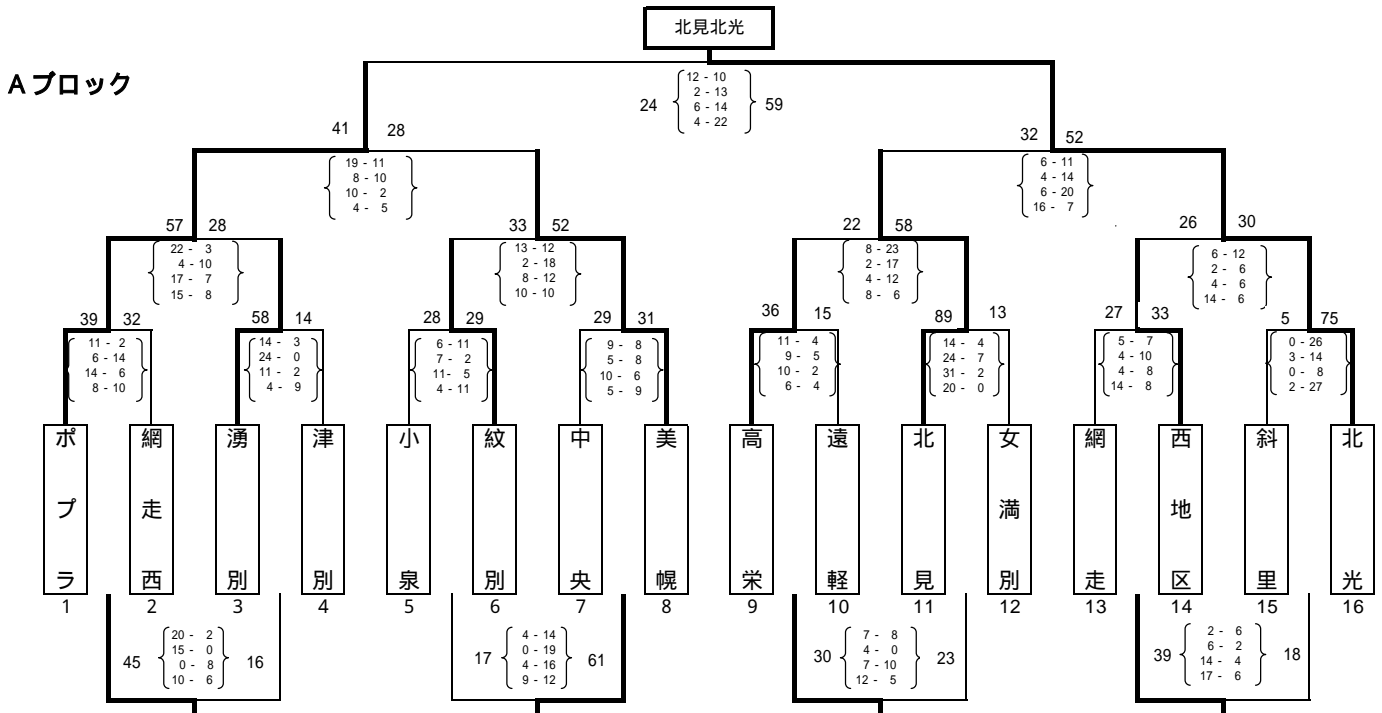 北見北光
Aブロック
12 - 10
2 - 13
6 - 14
4 - 22
24 59
41 28
32 52
19 - 11
8 - 10
10 - 2
4 - 5
6 - 11
4 - 14
6 - 20
16 - 7
57 28
33 52
22 58
26 30
22 - 3
4 - 10
17 - 7
15 - 8
13 - 12
2 - 18
8 - 12
10 - 10
8 - 23
2 - 17
4 - 12
8 - 6
6 - 12
2 - 6
4 - 6
14 - 6
39 32
58 14
28 29
29 31
36 15
89 13
27 33
5 75
11 - 2
6 - 14
14 - 6
8 - 10
14 - 3
24 - 0
11 - 2
4 - 9
6 - 11
7 - 2
11 - 5
4 - 11
9 - 8
5 - 8
10 - 6
5 - 9
11 - 4
9 - 5
10 - 2
6 - 4
14 - 4
24 - 7
31 - 2
20 - 0
5 - 7
4 - 10
4 - 8
14 - 8
0 - 26
3 - 14
0 - 8
2 - 27
ポプラ
網走西
湧別
津別
小泉
紋別
中央
美幌
高栄
遠軽
北見
女満別
網走
西地区
斜里
北光
1 2 3 4 5 6 7 8 9 10 11 12 13 14 15 16
45 16
20 - 2
15 - 0
0 - 8
10 - 6
17 61
4 - 14
0 - 19
4 - 16
9 - 12
30 23
7 - 8
4 - 0
7 - 10
12 - 5
39 18
2 - 6
6 - 2
14 - 4
17 - 6